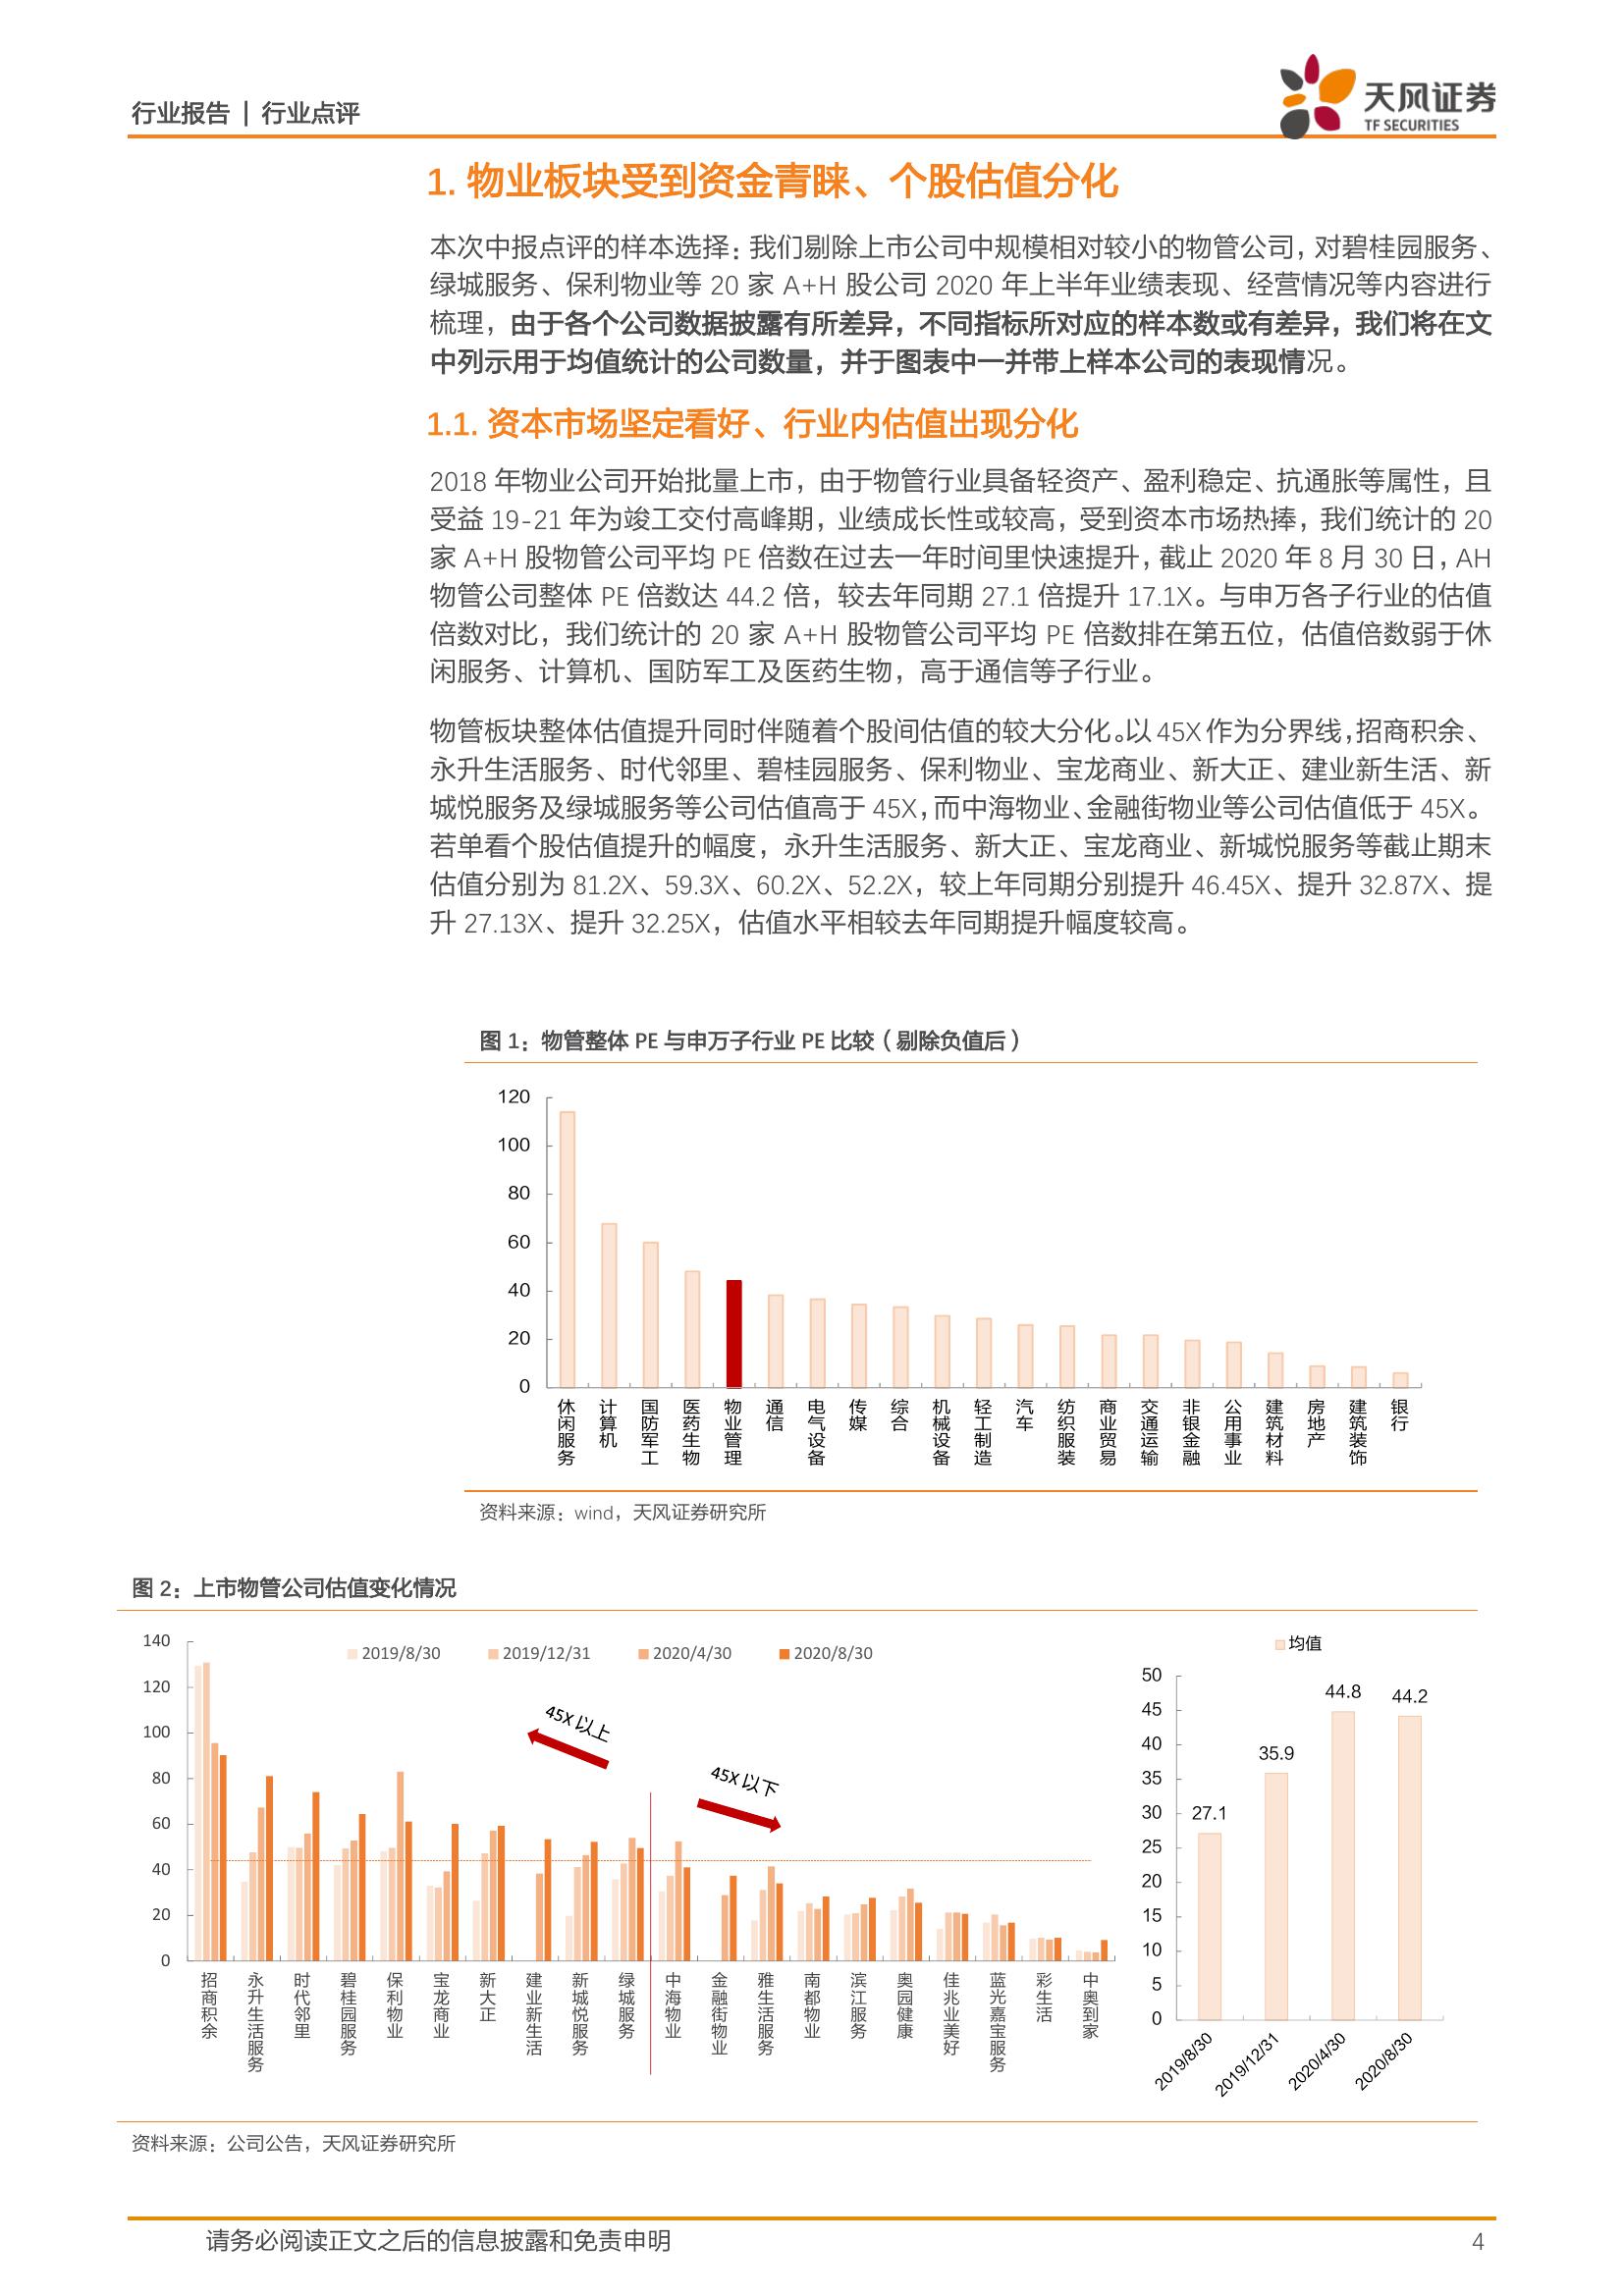 行业报告 | 行业点评
天风证券
TF SECURITIES
1. 物业板块受到资金青睐、个股估值分化
本次中报点评的样本选择：我们剔除上市公司中规模相对较小的物管公司，对碧桂园服务、
绿城服务、保利物业等 20 家 A+H 股公司 2020 年上半年业绩表现、经营情况等内容进行
梳理，由于各个公司数据披露有所差异，不同指标所对应的样本数或有差异，我们将在文
中列示用于均值统计的公司数量，并于图表中一并带上样本公司的表现情况。
1.1. 资本市场坚定看好、行业内估值出现分化
2018 年物业公司开始批量上市，由于物管行业具备轻资产、盈利稳定、抗通胀等属性，且
受益 19-21 年为竣工交付高峰期，业绩成长性或较高，受到资本市场热捧，我们统计的 20
家 A+H 股物管公司平均 PE 倍数在过去一年时间里快速提升，截止 2020 年 8 月 30 日，AH
物管公司整体 PE 倍数达 44.2 倍，较去年同期 27.1 倍提升 17.1X。与申万各子行业的估值
倍数对比，我们统计的 20 家 A+H 股物管公司平均 PE 倍数排在第五位，估值倍数弱于休
闲服务、计算机、国防军工及医药生物，高于通信等子行业。
物管板块整体估值提升同时伴随着个股间估值的较大分化。以 45X 作为分界线，招商积余、
永升生活服务、时代邻里、碧桂园服务、保利物业、宝龙商业、新大正、建业新生活、新
城悦服务及绿城服务等公司估值高于 45X，而中海物业、金融街物业等公司估值低于 45X。
若单看个股估值提升的幅度，永升生活服务、新大正、宝龙商业、新城悦服务等截止期末
估值分别为 81.2X、59.3X、60.2X、52.2X，较上年同期分别提升 46.45X、提升 32.87X、提
升 27.13X、提升 32.25X，估值水平相较去年同期提升幅度较高。
图 1：物管整体 PE 与申万子行业 PE 比较（剔除负值后）
120
100
80
60
40
20
0
休闲服务
计算机
国防军工
医药生物
物业管理
通信
电气设备
传媒
综合
机械设备
轻工制造
汽车
纺织服装
商业贸易
交通运输
非银金融
公用事业
建筑材料
房地产
建筑装饰
银行
资料来源：wind，天风证券研究所
图 2：上市物管公司估值变化情况
2019/8/30 2019/12/31 2020/4/30 2020/8/30
140
120
100
80
60
40
20
0
45X 以上
45X 以下
招商积余
永升生活服务
时代邻里
碧桂园服务
保利物业
宝龙商业
新大正
建业新生活
新城悦服务
绿城服务
中海物业
金融街物业
雅生活服务
南都物业
滨江服务
奥园健康
佳兆业美好
蓝光嘉宝服务
彩生活
中奥到家
均值
50
45
40
35
30
25
20
15
10
5
0
27.1
35.9
44.8
44.2
2019/8/30
2019/12/31
2020/4/30
2020/8/30
资料来源：公司公告，天风证券研究所
请务必阅读正文之后的信息披露和免责申明
4